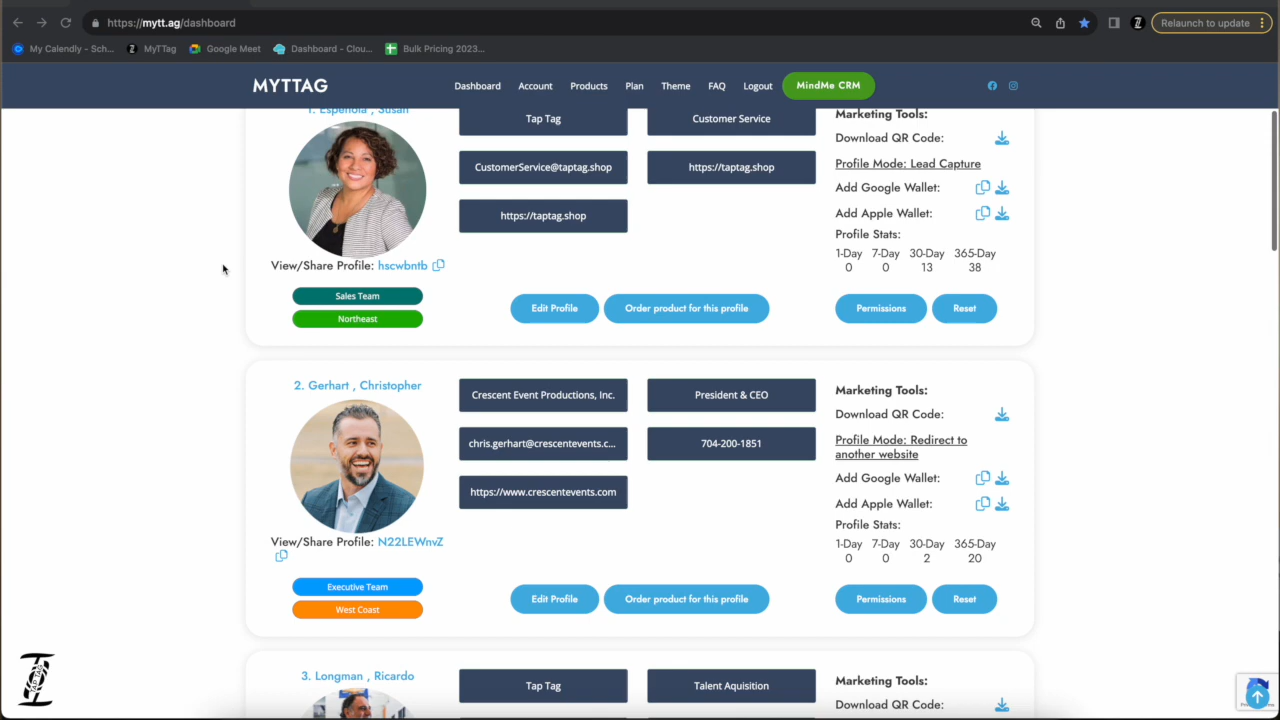 https://mytt.ag/dashboard
Relaunch to update
My Calendly - Sch...
MyTTag
Google Meet
Dashboard - Clou...
Bulk Pricing 2023...
MYTTAG
Dashboard
Account
Products
Plan
Theme
FAQ
Logout
MindMe CRM
1. Espenola , Susan
View/Share Profile: hscwbntb
Sales Team
Northeast
Tap Tag
Customer Service
CustomerService@taptag.shop
https://taptag.shop
https://taptag.shop
Edit Profile
Order product for this profile
Marketing Tools:
Download QR Code:
Profile Mode: Lead Capture
Add Google Wallet:
Add Apple Wallet:
Profile Stats:
1-Day 7-Day 30-Day 365-Day
0 0 13 38
Permissions
Reset
2. Gerhart , Christopher
View/Share Profile: N22LEWnvZ
Executive Team
West Coast
Crescent Event Productions, Inc.
President & CEO
chris.gerhart@crescentevents.c...
704-200-1851
https://www.crescentevents.com
Edit Profile
Order product for this profile
Marketing Tools:
Download QR Code:
Profile Mode: Redirect to
another website
Add Google Wallet:
Add Apple Wallet:
Profile Stats:
1-Day 7-Day 30-Day 365-Day
0 0 2 20
Permissions
Reset
3. Longman , Ricardo
Tap Tag
Talent Aquisition
Marketing Tools:
Download QR Code: